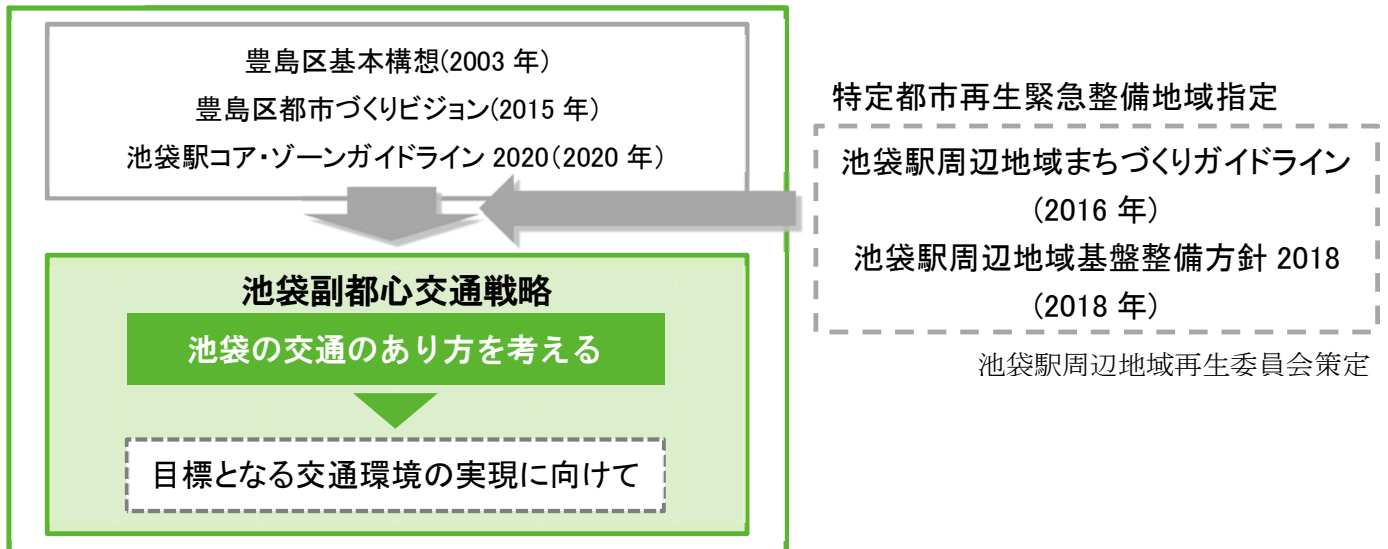 豊島区基本構想(2003 年)
豊島区都市づくりビジョン(2015 年)
池袋駅コア・ゾーンガイドライン 2020(2020 年)
特定都市再生緊急整備地域指定
池袋駅周辺地域まちづくりガイドライン
(2016 年)
池袋駅周辺地域基盤整備方針 2018
(2018 年)
池袋駅周辺地域再生委員会策定
池袋副都心交通戦略
池袋の交通のあり方を考える
目標となる交通環境の実現に向けて